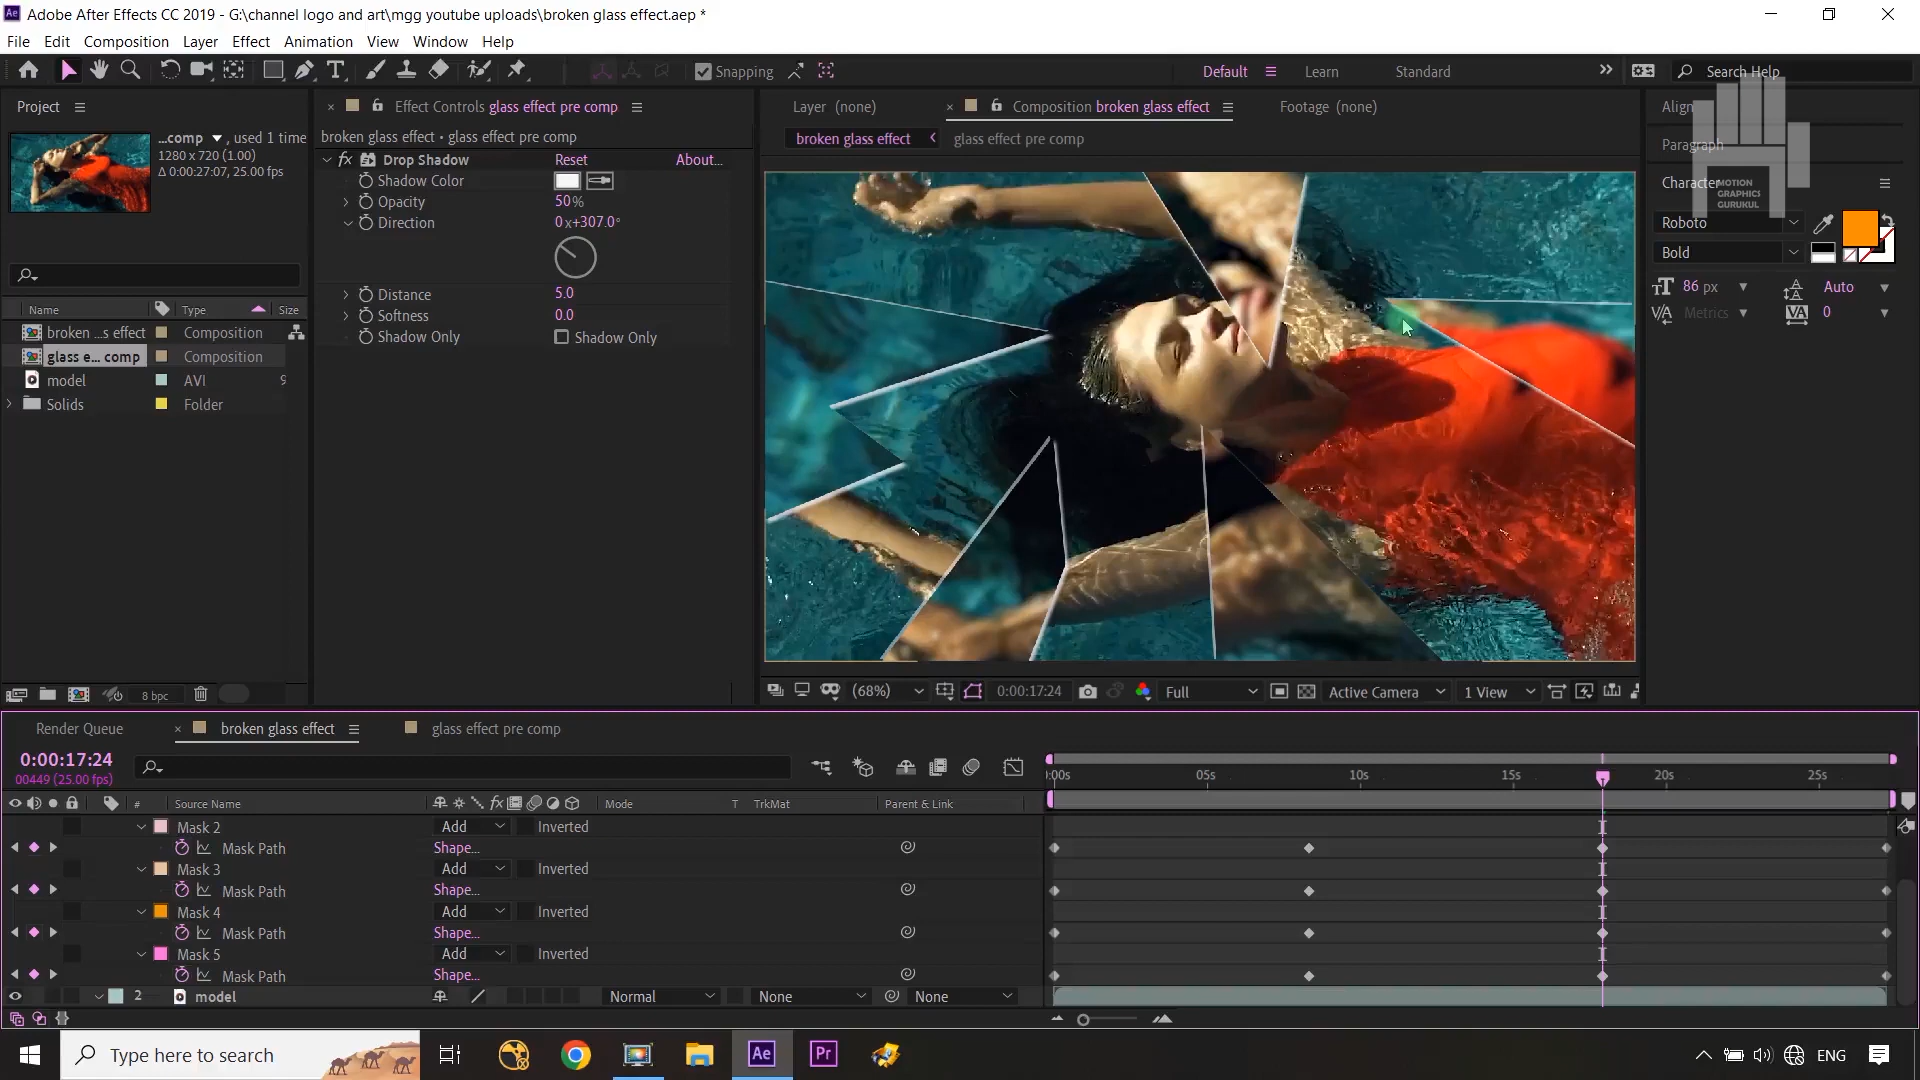 Adobe After Effects CC 2019 - G:\channel logo and art\mgg youtube uploads\broken glass effect.aep *
File Edit Composition Layer Effect Animation View Window Help
Snapping Default Learn Standard Search Help
Project
...comp, used 1 time
1280 x 720 (1.00)
Δ 0:00:27:07, 25.00 fps
Name Type Size
broken ...s effect Composition
glass e... comp Composition
model AVI 9
Solids Folder
8 bpc
Effect Controls glass effect pre comp
broken glass effect • glass effect pre comp
fx Drop Shadow Reset About...
Shadow Color
Opacity 50%
Direction 0x+307.0°
Distance 5.0
Softness 0.0
Shadow Only Shadow Only
Layer (none) Composition broken glass effect Footage (none)
broken glass effect glass effect pre comp
(68%) 0:00:17:24 Full Active Camera 1 View
Align
Paragraph
Character
MOTION
GRAPHICS
GURUKUL
Roboto
Bold
86 px Auto
Metrics 0
Render Queue broken glass effect glass effect pre comp
0:00:17:24
00449 (25.00 fps)
:00s 05s 10s 15s 20s 25s
# Source Name fx Mode T TrkMat Parent & Link
Mask 2 Add Inverted
Mask Path Shape...
Mask 3 Add Inverted
Mask Path Shape...
Mask 4 Add Inverted
Mask Path Shape...
Mask 5 Add Inverted
Mask Path Shape...
2 model Normal None None
Type here to search Ae Pr ENG